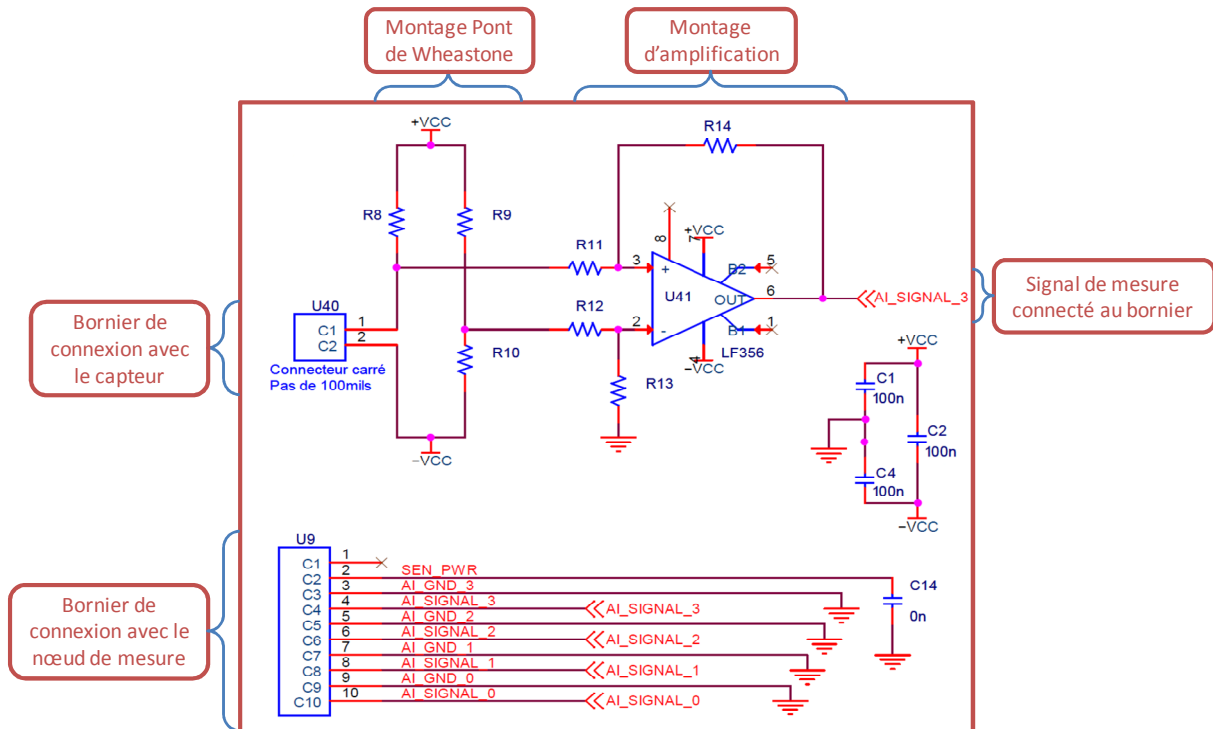 Montage Pont
de Wheastone
Montage
d'amplification
+VCC
R14
R8
R9
R11
8
+VCC
7
3
+
B2
5
U41
OUT
6
AI_SIGNAL_3
Signal de mesure
connecté au bornier
Bornier de
connexion avec
le capteur
U40
C1
1
C2
2
Connecteur carré
Pas de 100mils
R12
2
-
B1
1
LF356
4
-VCC
R10
R13
-VCC
+VCC
C1
100n
C2
100n
C4
100n
-VCC
Bornier de
connexion avec le
nœud de mesure
U9
C1
1
C2
2
SEN_PWR
C3
3
AI_GND_3
C4
4
AI_SIGNAL_3
AI_SIGNAL_3
C5
5
AI_GND_2
C6
6
AI_SIGNAL_2
AI_SIGNAL_2
C7
7
AI_GND_1
C8
8
AI_SIGNAL_1
AI_SIGNAL_1
C9
9
AI_GND_0
C10
10
AI_SIGNAL_0
AI_SIGNAL_0
C14
0n